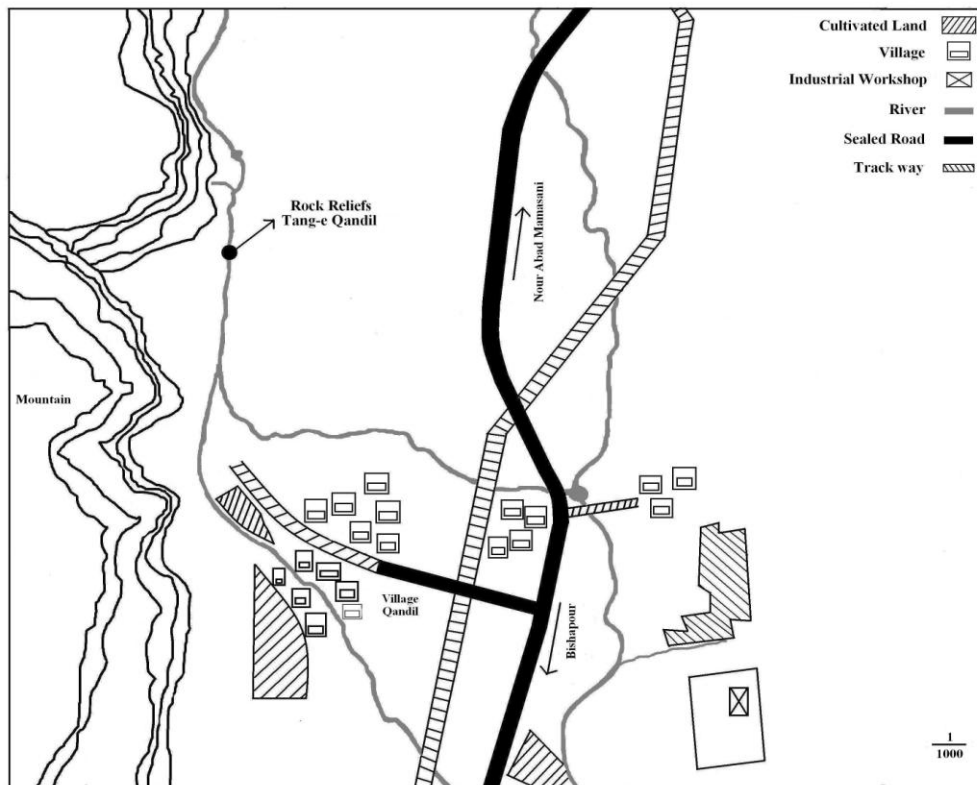 Cultivated Land
Village
Industrial Workshop
River
Sealed Road
Track way
Rock Reliefs
Tang-e Qandil
Nour Abad Mamasani
Mountain
Village
Qandil
Bishapour
1
1000